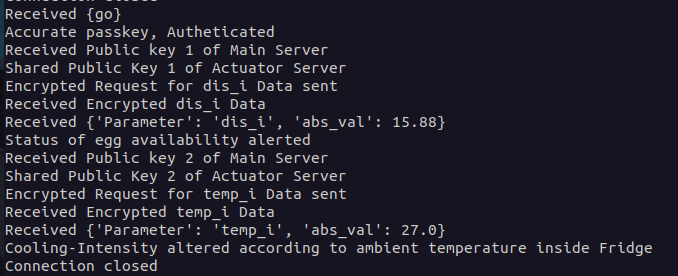 Received {go}
Accurate passkey, Autheticated
Received Public key 1 of Main Server
Shared Public Key 1 of Actuator Server
Encrypted Request for dis_i Data sent
Received Encrypted dis_i Data
Received {'Parameter': 'dis_i', 'abs_val': 15.88}
Status of egg availability alerted
Received Public key 2 of Main Server
Shared Public Key 2 of Actuator Server
Encrypted Request for temp_i Data sent
Received Encrypted temp_i Data
Received {'Parameter': 'temp_i', 'abs_val': 27.0}
Cooling-Intensity altered according to ambient temperature inside Fridge
Connection closed